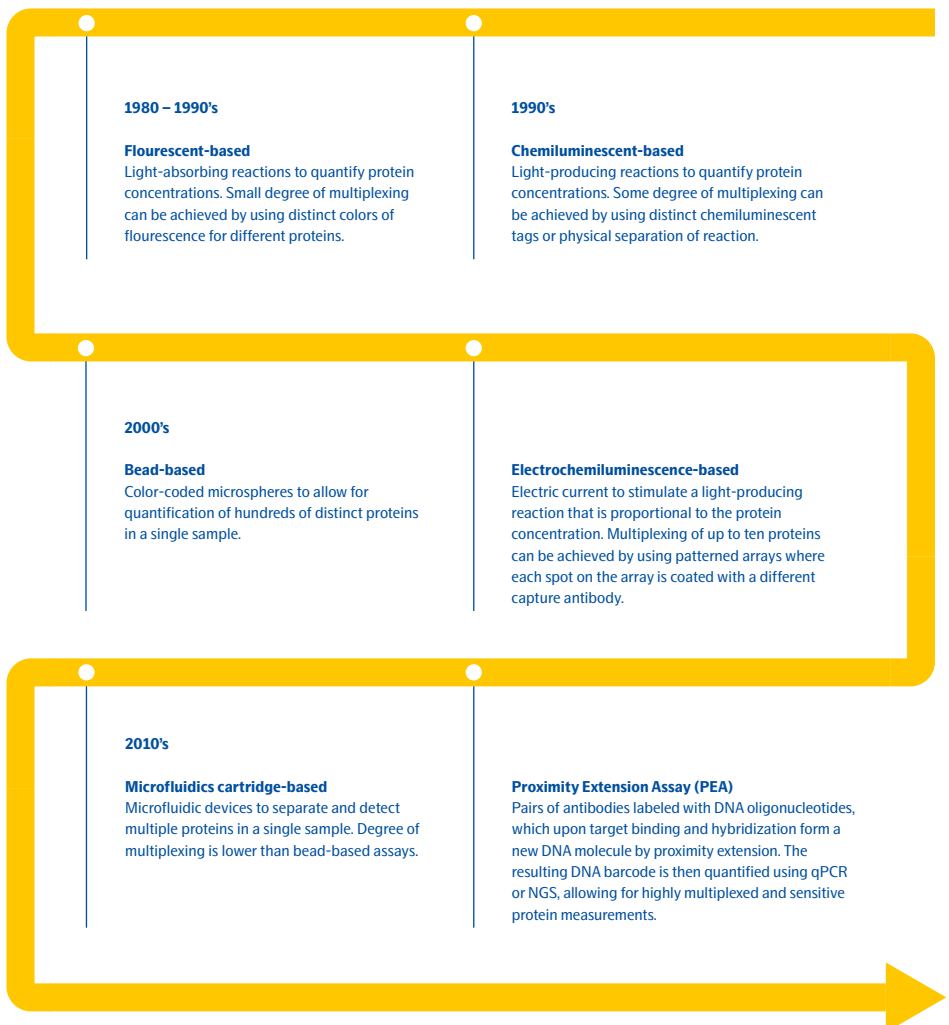 1980 – 1990’s
Flourescent-based
Light-absorbing reactions to quantify protein
concentrations. Small degree of multiplexing
can be achieved by using distinct colors of
flourescence for different proteins.
1990’s
Chemiluminescent-based
Light-producing reactions to quantify protein
concentrations. Some degree of multiplexing can
be achieved by using distinct chemiluminescent
tags or physical separation of reaction.
2000’s
Bead-based
Color-coded microspheres to allow for
quantification of hundreds of distinct proteins
in a single sample.
Electrochemiluminescence-based
Electric current to stimulate a light-producing
reaction that is proportional to the protein
concentration. Multiplexing of up to ten proteins
can be achieved by using patterned arrays where
each spot on the array is coated with a different
capture antibody.
2010’s
Microfluidics cartridge-based
Microfluidic devices to separate and detect
multiple proteins in a single sample. Degree of
multiplexing is lower than bead-based assays.
Proximity Extension Assay (PEA)
Pairs of antibodies labeled with DNA oligonucleotides,
which upon target binding and hybridization form a
new DNA molecule by proximity extension. The
resulting DNA barcode is then quantified using qPCR
or NGS, allowing for highly multiplexed and sensitive
protein measurements.